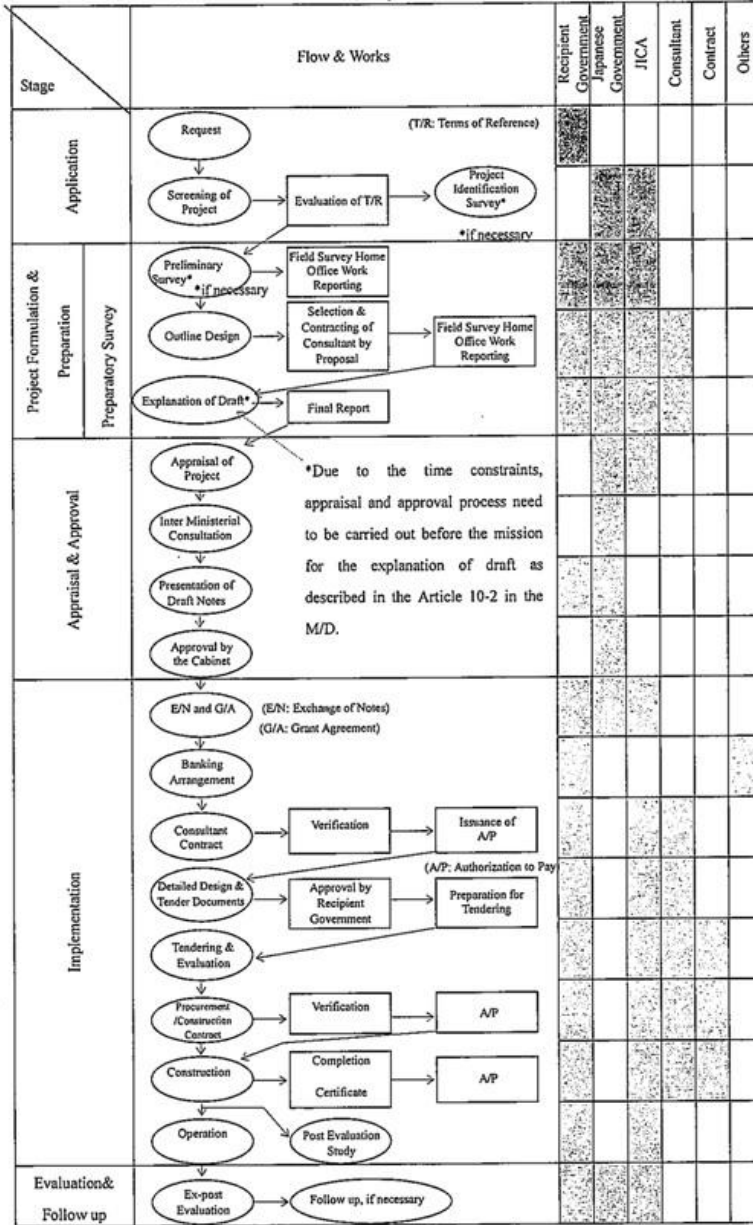 Stage
Flow & Works
Recipient
Government
Japanese
Government
JICA
Consultant
Contract
Others
Application
Request
(T/R: Terms of Reference)
Screening of
Project
Evaluation of T/R
Project
Identification
Survey*
*if necessary
Project Formulation &
Preparation
Preparatory Survey
Preliminary
Survey*
*if necessary
Field Survey Home
Office Work
Reporting
Outline Design
Selection &
Contracting of
Consultant by
Proposal
Field Survey Home
Office Work
Reporting
Explanation of Draft*
Final Report
Appraisal & Approval
Appraisal of
Project
*Due to the time constraints,
appraisal and approval process need
to be carried out before the mission
for the explanation of draft as
described in the Article 10-2 in the
M/D.
Inter Ministerial
Consultation
Presentation of
Draft Notes
Approval by
the Cabinet
Implementation
E/N and G/A
(E/N: Exchange of Notes)
(G/A: Grant Agreement)
Banking
Arrangement
Consultant
Contract
Verification
Issuance of
A/P
(A/P: Authorization to Pay
Detailed Design &
Tender Documents
Approval by
Recipient
Government
Preparation for
Tendering
Tendering &
Evaluation
Procurement
/Construction
Contract
Verification
A/P
Construction
Completion
Certificate
A/P
Operation
Post Evaluation
Study
Evaluation&
Follow up
Ex-post
Evaluation
Follow up, if necessary